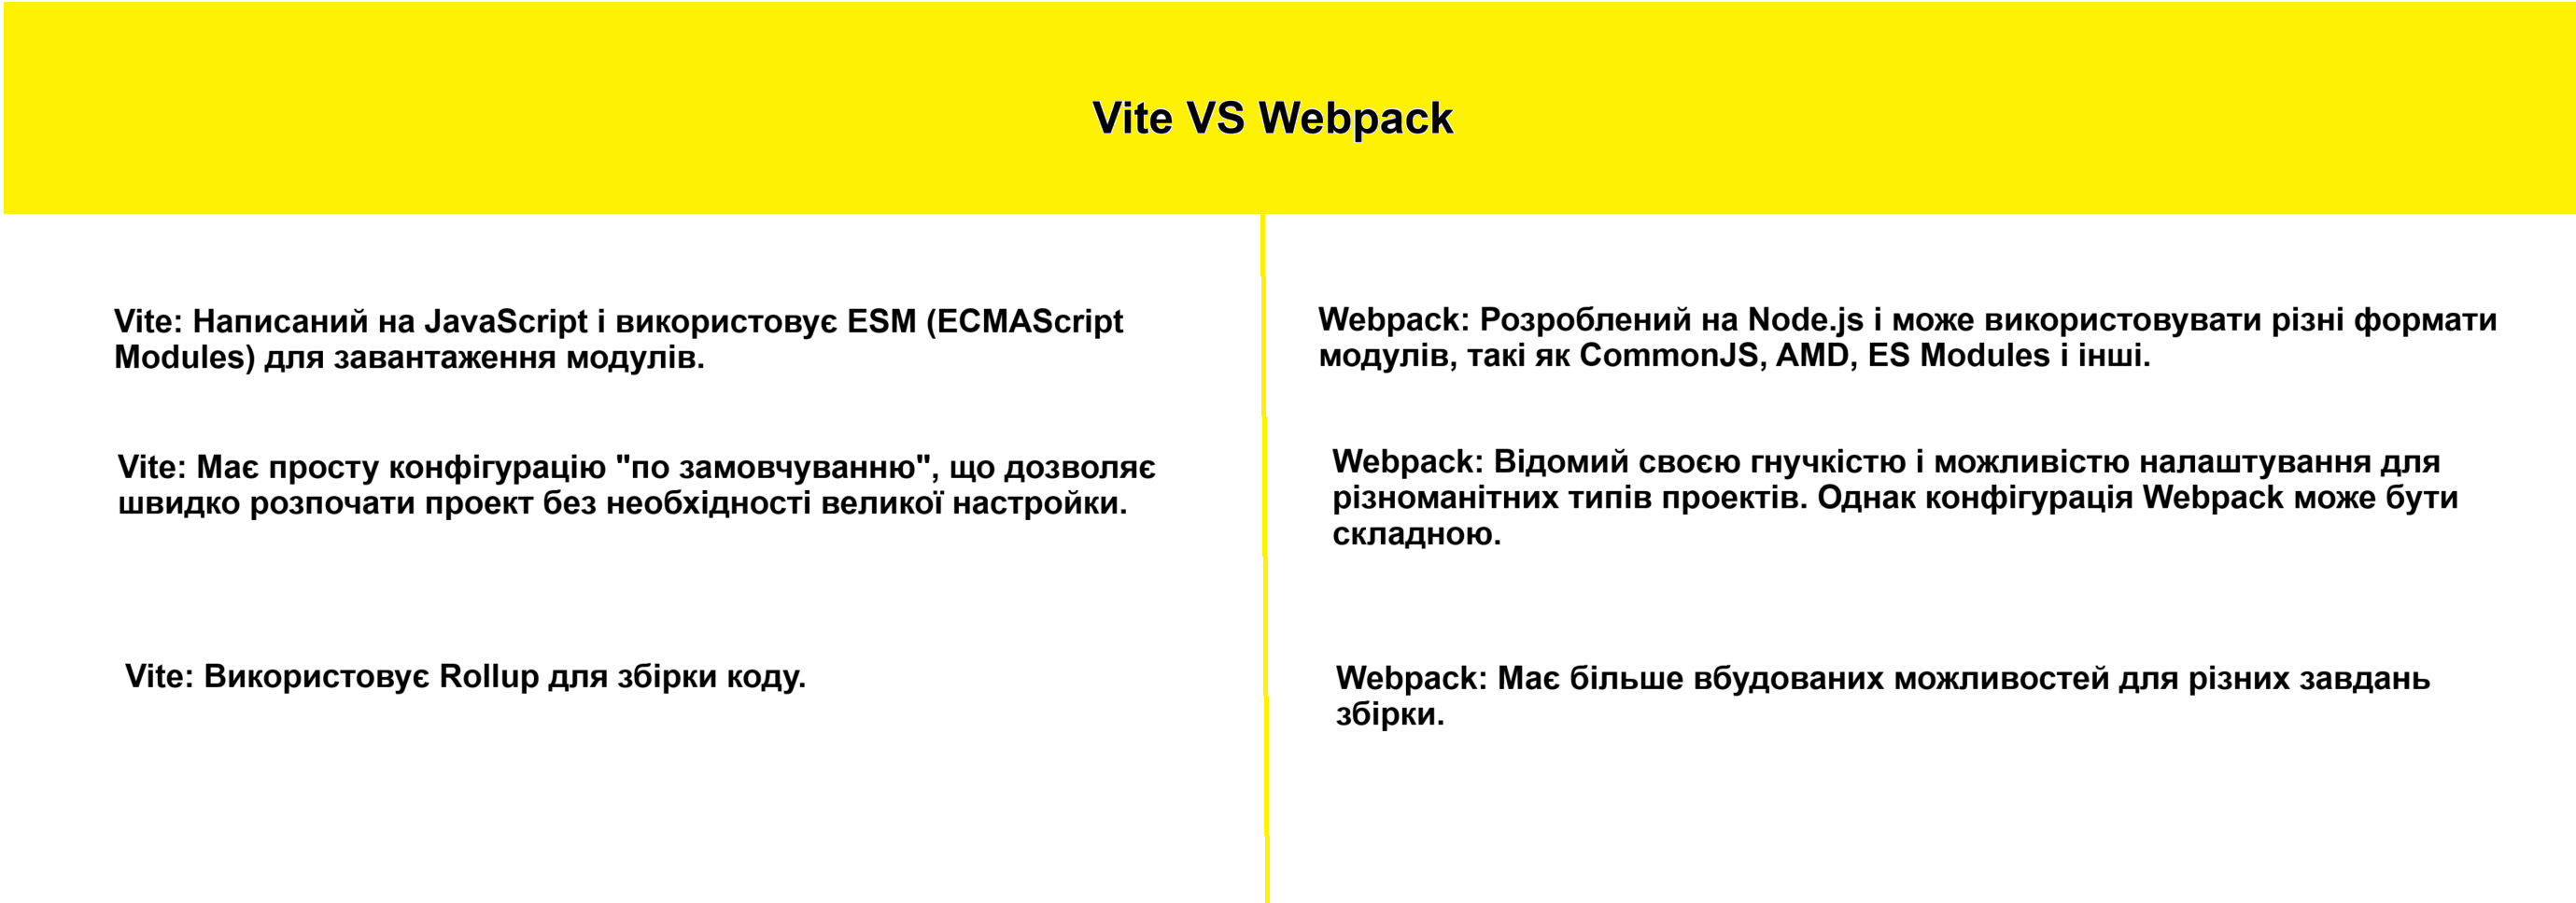 Vite VS Webpack
Vite: Написаний на JavaScript і використовує ESM (ECMAScript
Modules) для завантаження модулів.
Webpack: Розроблений на Node.js і може використовувати різні формати
модулів, такі як CommonJS, AMD, ES Modules і інші.
Vite: Має просту конфігурацію "по замовчуванню", що дозволяє
швидко розпочати проект без необхідності великої настройки.
Webpack: Відомий своєю гнучкістю і можливістю налаштування для
різноманітних типів проектів. Однак конфігурація Webpack може бути
складною.
Vite: Використовує Rollup для збірки коду.
Webpack: Має більше вбудованих можливостей для різних завдань
збірки.